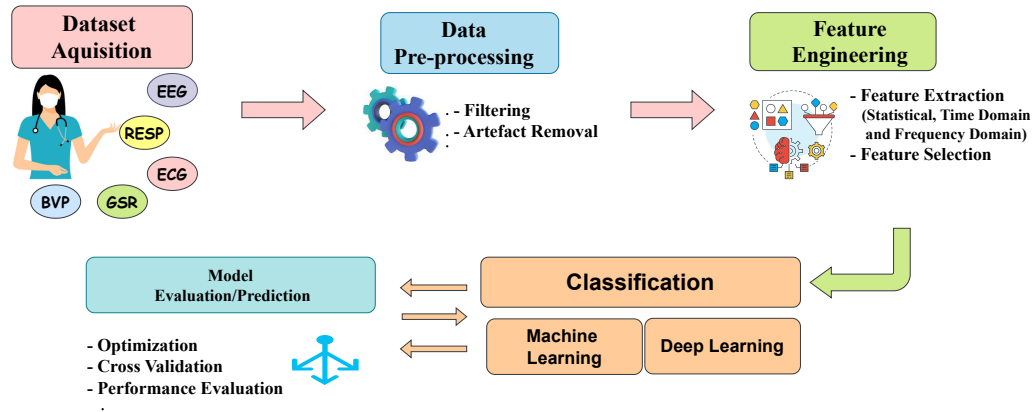 Dataset
Aquisition
EEG
RESP
ECG
BVP
GSR
Data
Pre-processing
- Filtering
- Artefact Removal
Feature
Engineering
- Feature Extraction
(Statistical, Time Domain
and Frequency Domain)
- Feature Selection
Classification
Machine
Learning
Deep Learning
Model
Evaluation/Prediction
- Optimization
- Cross Validation
- Performance Evaluation